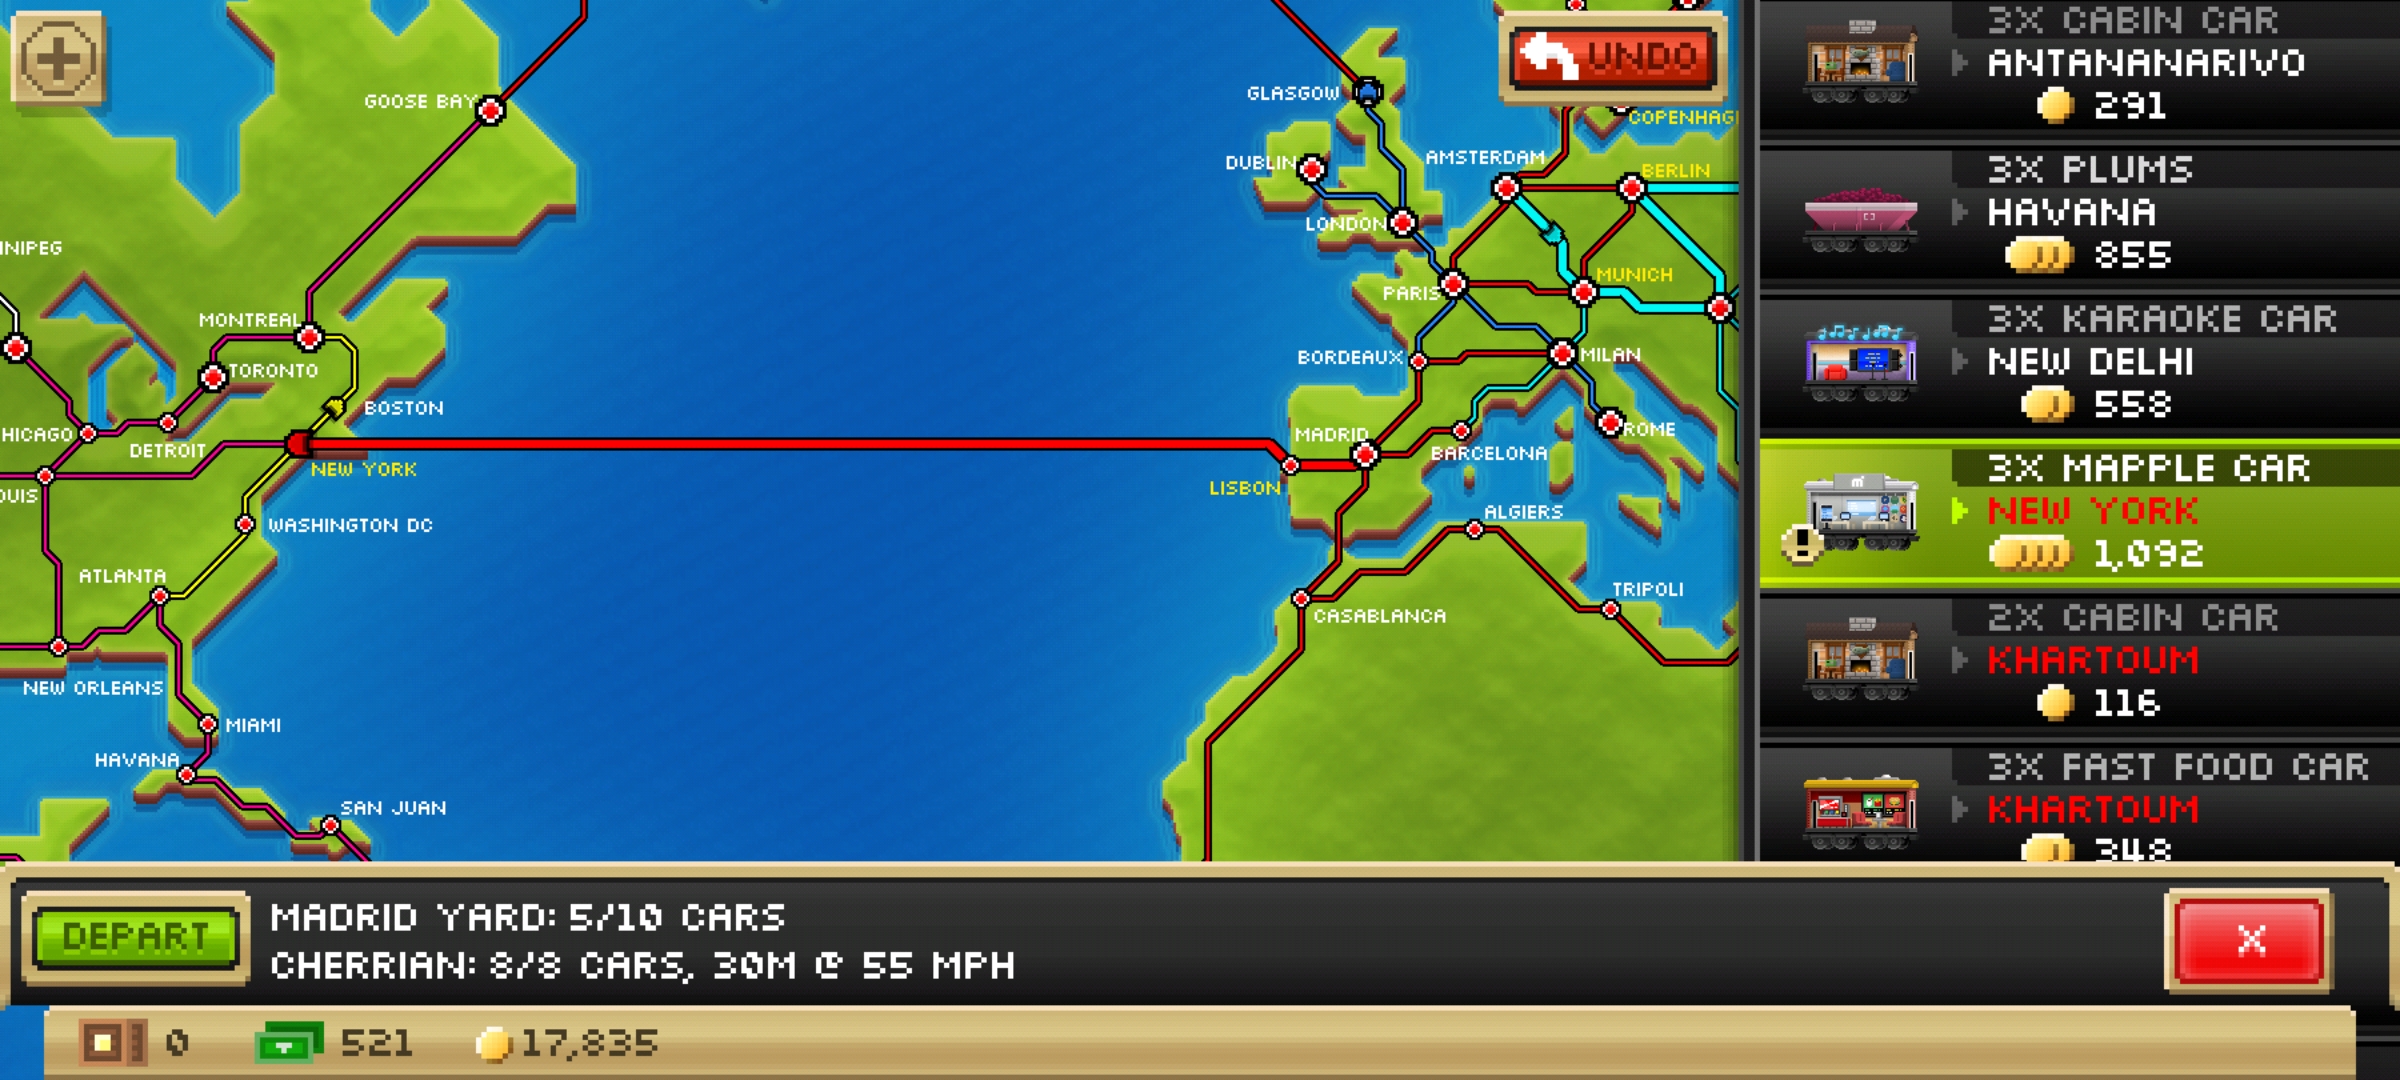 GOOSE BAY
NIPEG
MONTREAL
TORONTO
BOSTON
HICAGO
DETROIT
NEW YORK
OUIS
WASHINGTON DC
ATLANTA
NEW ORLEANS
MIAMI
HAVANA
SAN JUAN
GLASGOW
DUBLIN
LONDON
AMSTERDAM
COPENHAG
BERLIN
PARIS
MUNICH
BORDEAUX
MILAN
MADRID
BARCELONA
ROME
LISBON
ALGIERS
CASABLANCA
TRIPOLI
UNDO
3X CABIN CAR
ANTANANARIVO
291
3X PLUMS
HAVANA
855
3X KARAOKE CAR
NEW DELHI
558
3X MAPPLE CAR
NEW YORK
1,092
2X CABIN CAR
KHARTOUM
116
3X FAST FOOD CAR
KHARTOUM
348
DEPART
MADRID YARD: 5/10 CARS
CHERRIAN: 8/8 CARS, 30M @ 55 MPH
X
0
521
17,835